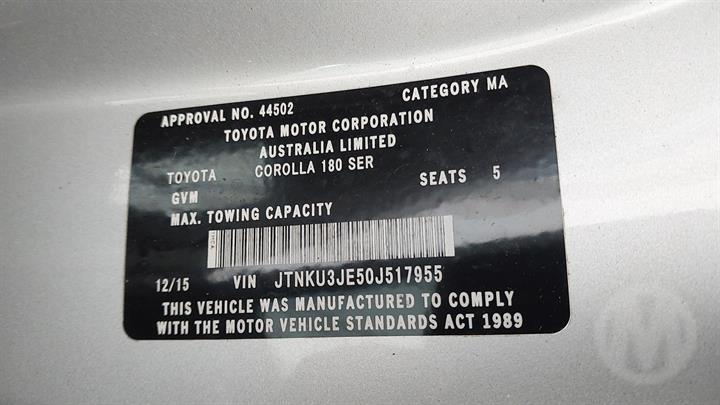 APPROVAL NO. 44502 CATEGORY MA
TOYOTA MOTOR CORPORATION
AUSTRALIA LIMITED
TOYOTA COROLLA 180 SER
GVM SEATS 5
MAX. TOWING CAPACITY
12/15 VIN JTNKU3JE50J517955
THIS VEHICLE WAS MANUFACTURED TO COMPLY
WITH THE MOTOR VEHICLE STANDARDS ACT 1989
M